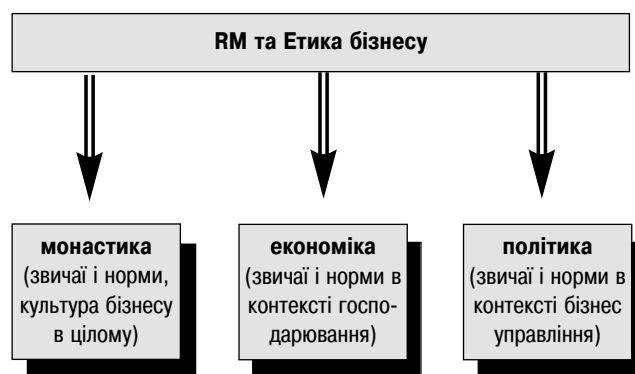 RM та Етика бізнесу
монастика
(звичаї і норми,
культура бізнесу
в цілому)
економіка
(звичаї і норми в
контексті госпо-
дарювання)
політика
(звичаї і норми в
контексті бізнес
управління)